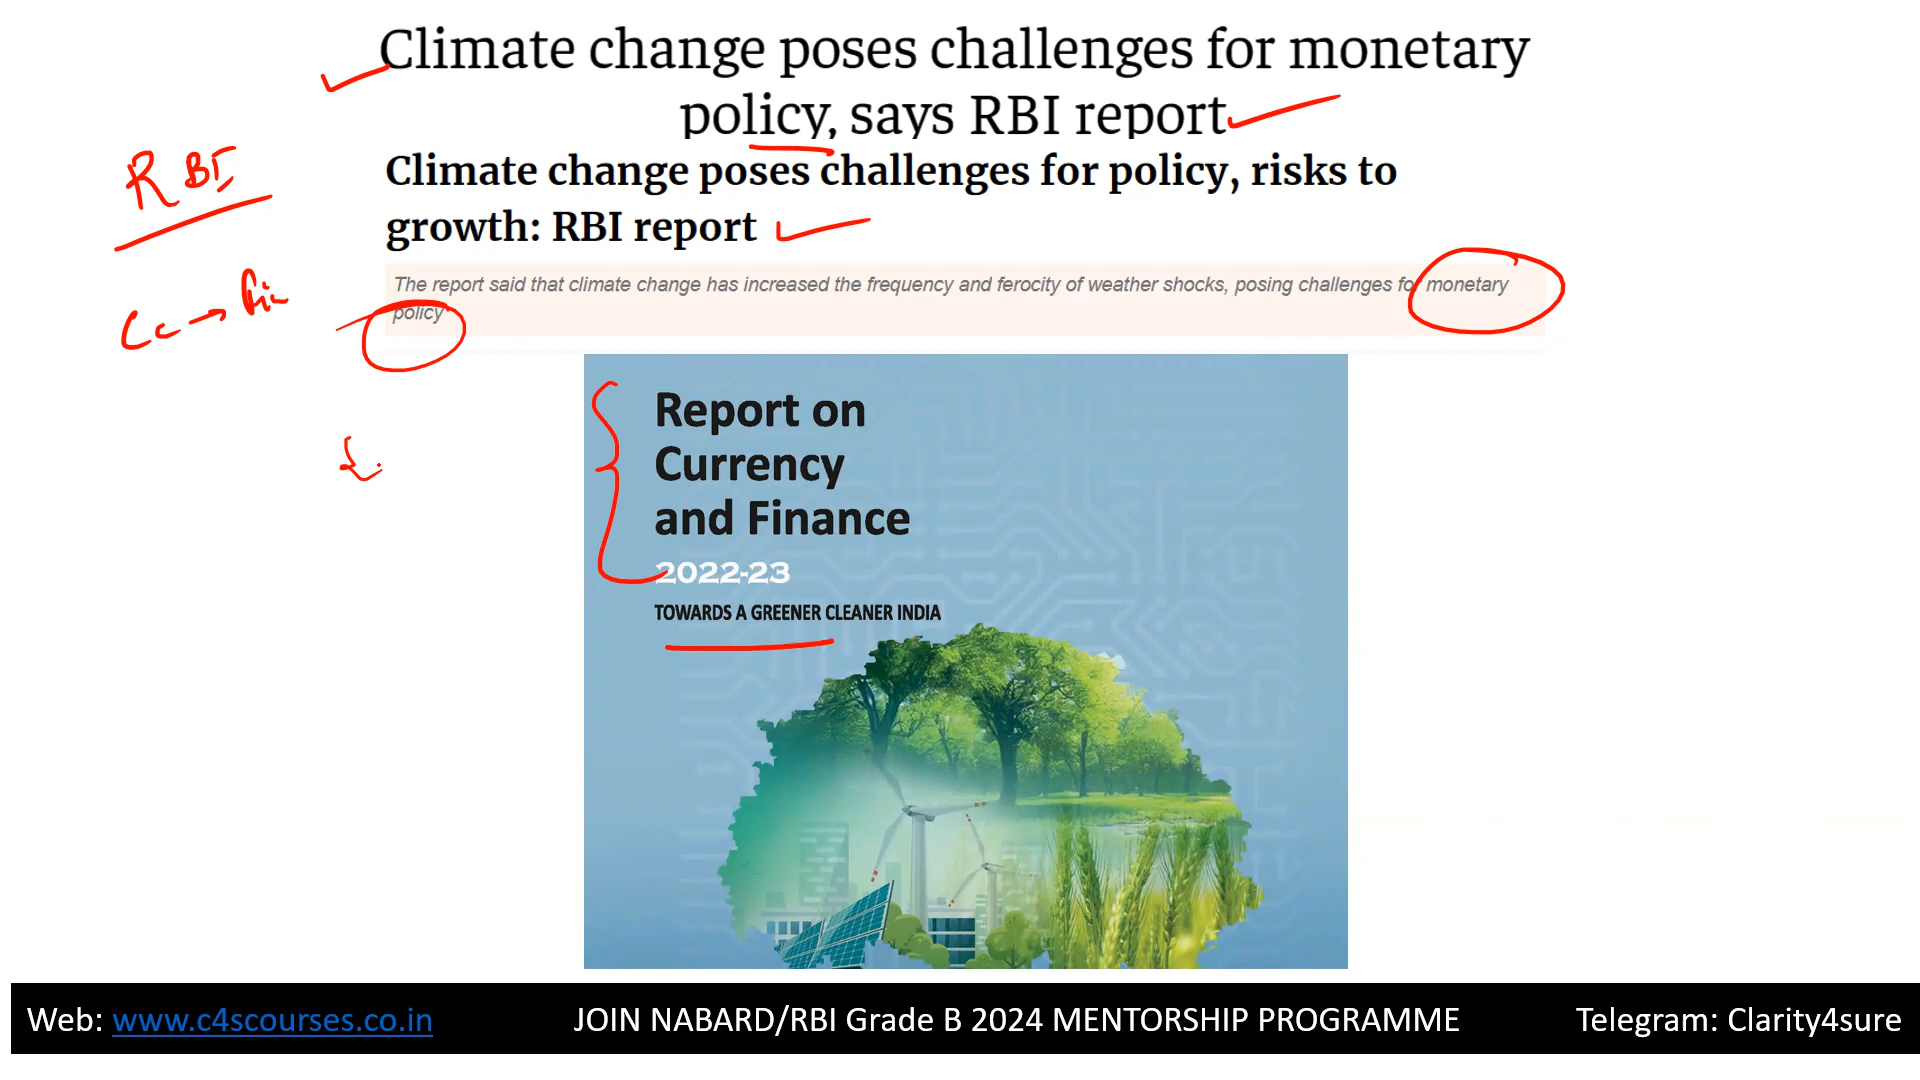 Climate change poses challenges for monetary
policy, says RBI report
RBI
Climate change poses challenges for policy, risks to
growth: RBI report
The report said that climate change has increased the frequency and ferocity of weather shocks, posing challenges for monetary
policy
Report on
Currency
and Finance
2022-23
TOWARDS A GREENER CLEANER INDIA
Web: www.c4scourses.co.in JOIN NABARD/RBI Grade B 2024 MENTORSHIP PROGRAMME Telegram: Clarity4sure